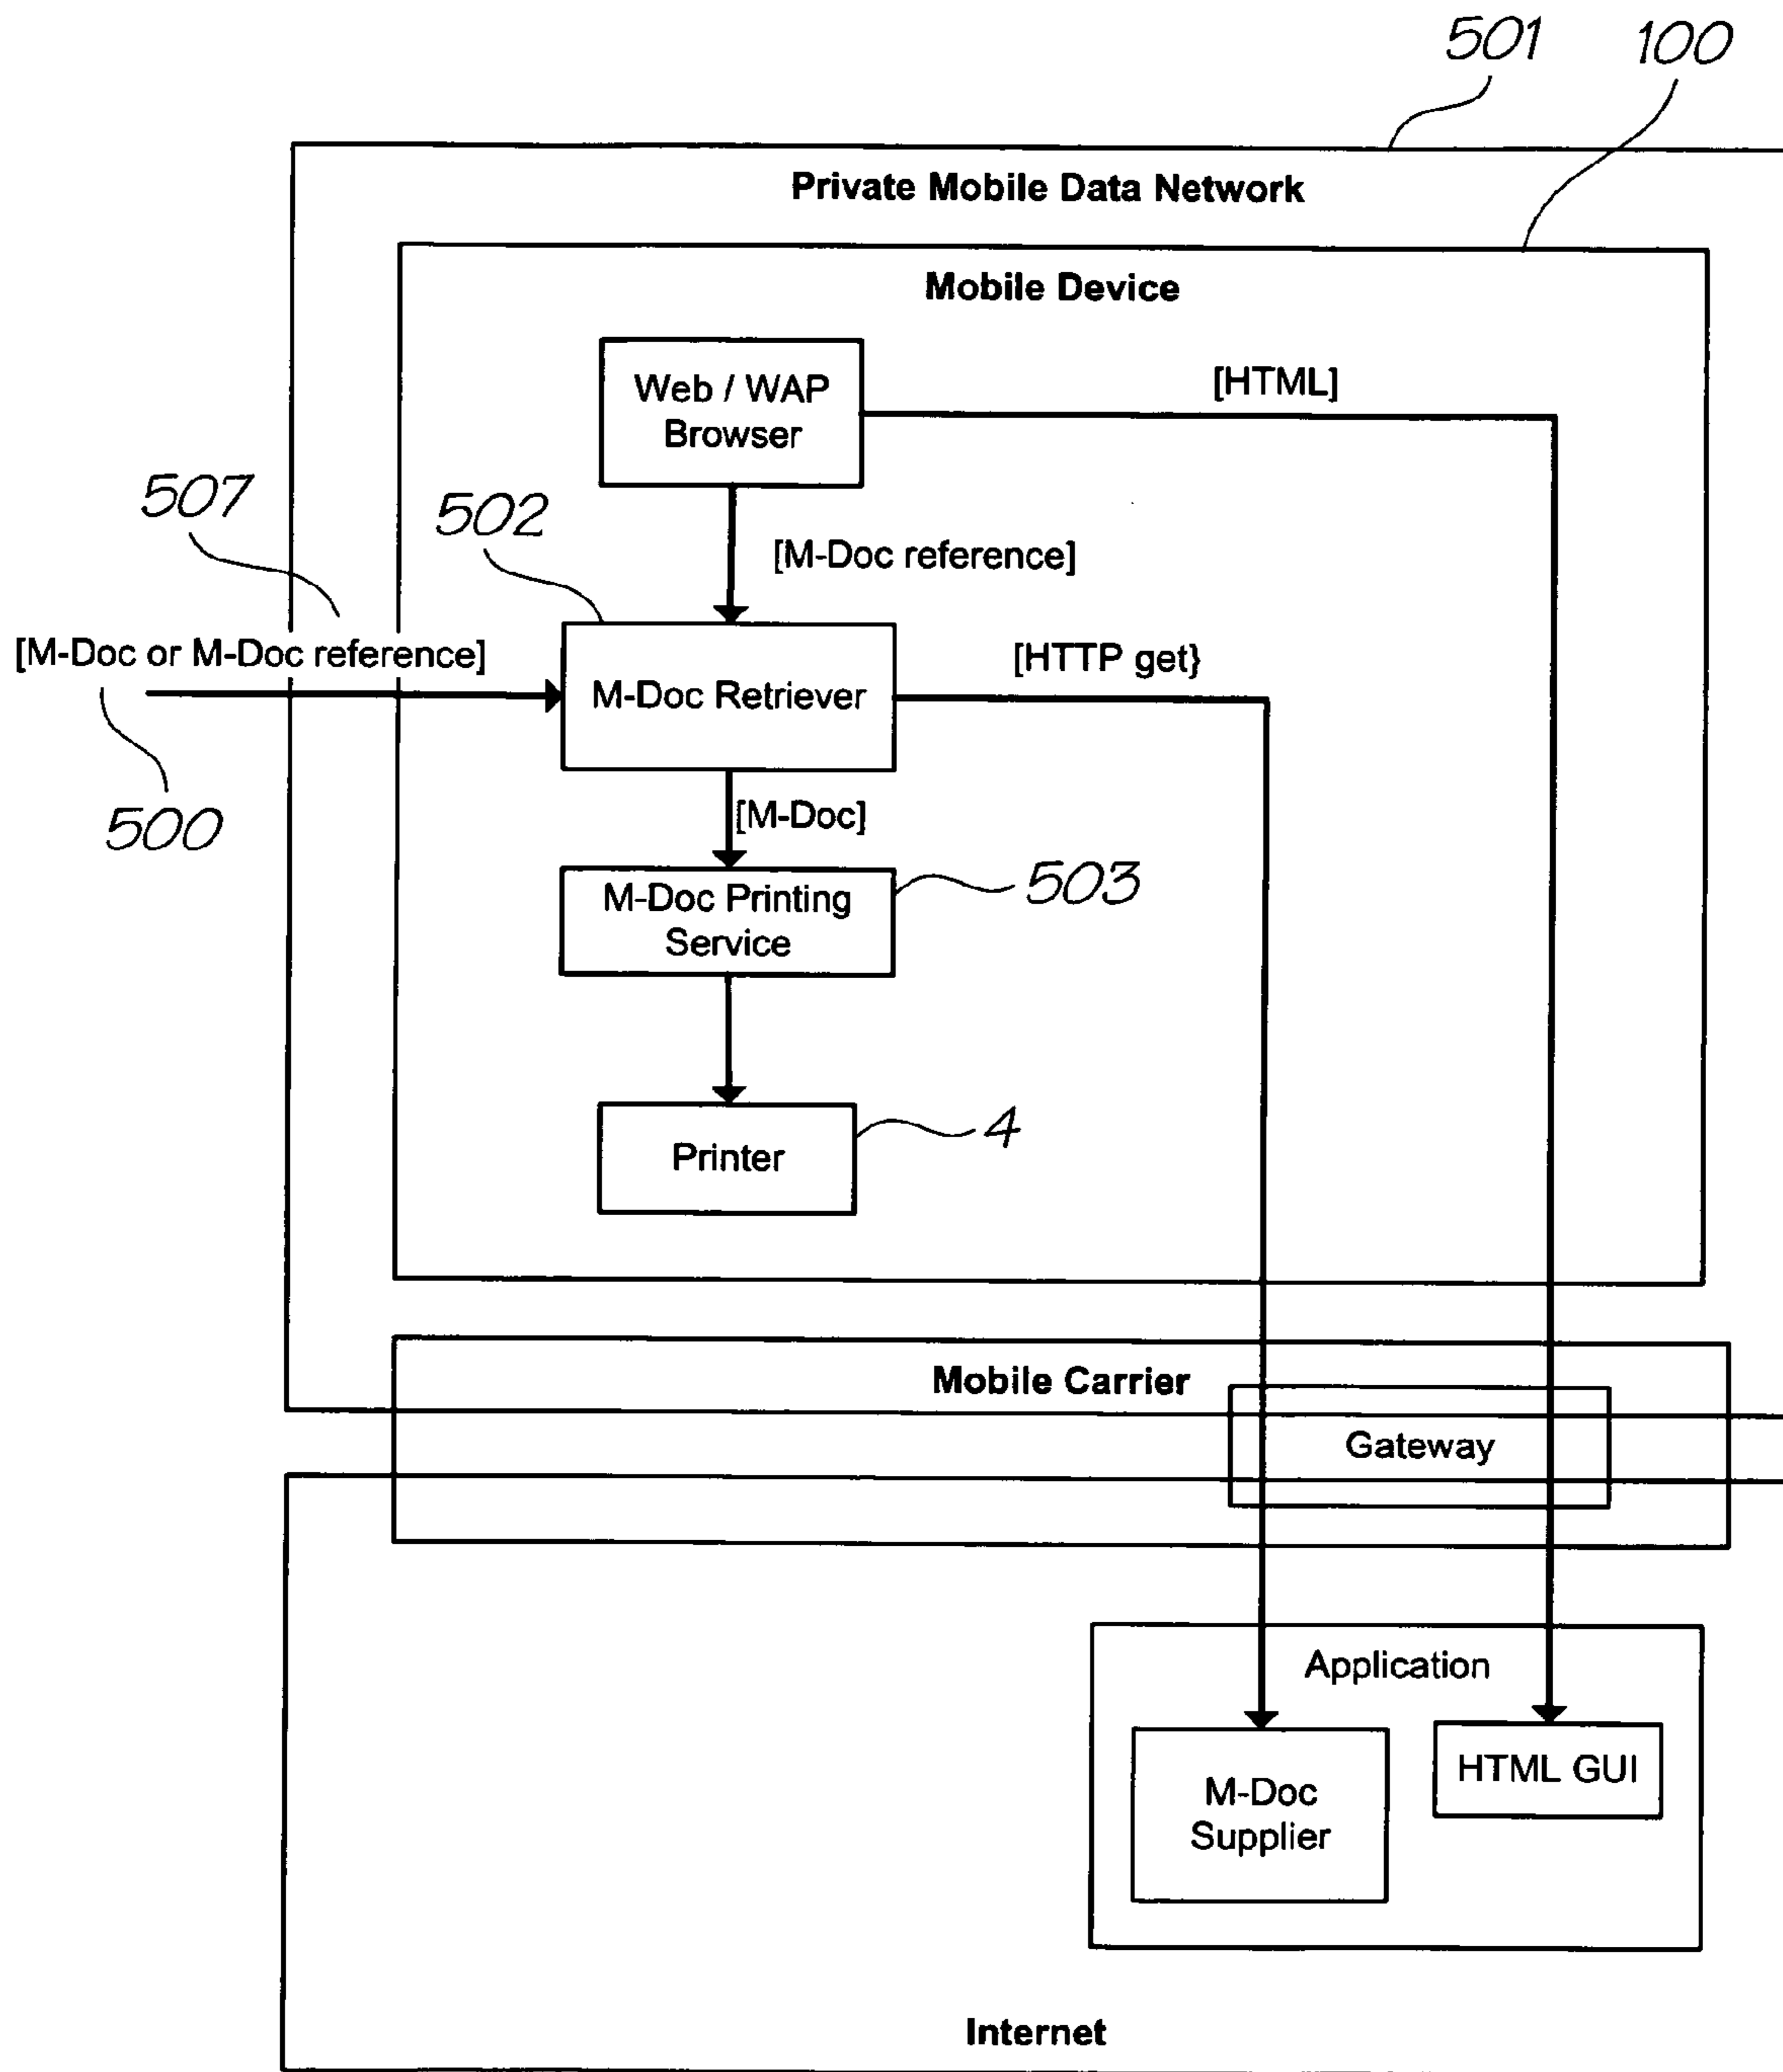 501
100
Private Mobile Data Network
Mobile Device
Web / WAP
Browser
[HTML]
507
502
[M-Doc reference]
[M-Doc or M-Doc reference]
M-Doc Retriever
[HTTP get}
500
[M-Doc]
M-Doc Printing
Service
503
Printer
4
Mobile Carrier
Gateway
Application
M-Doc
Supplier
HTML GUI
Internet